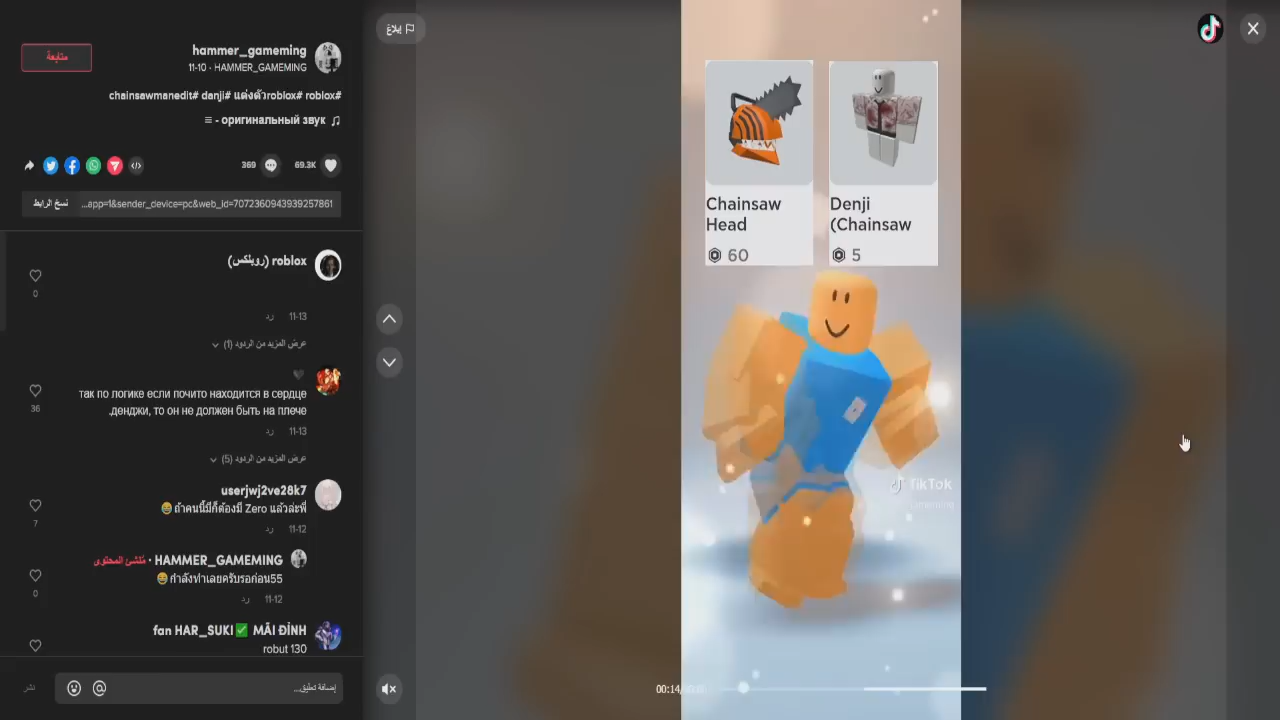 hammer_gameming
HAMMER_GAMEMING · 11-10
متابعة
#chainsawmanedit #danji #แต่งตัวroblox #roblox
♫ оригинальный звук - ≡
369
69.3K
نسخ الرابط
...app=1&sender_device=pc&web_id=7072360943939257861
roblox (روبلكس)
0
11-13 رد
عرض المزيد من الردود (1)
🖤
так по логике если почито находится в сердце
денджи, то он не должен быть на плече.
36
11-13 رد
عرض المزيد من الردود (5)
userjwj2ve28k7
ถ้าคนนี้มีก็ต้องมี Zero แล้วล่ะพี่😂
7
11-12 رد
HAMMER_GAMEMING · مُنشئ المحتوى
กำลังทำเลยครับรอก่อน55😅
0
11-12 رد
fan HAR_SUKI✅ MÃI ĐỈNH
robut 130
إضافة تعليق...
نشر
إبلاغ
Chainsaw
Head
60
Denji
(Chainsaw
5
TikTok
00:14